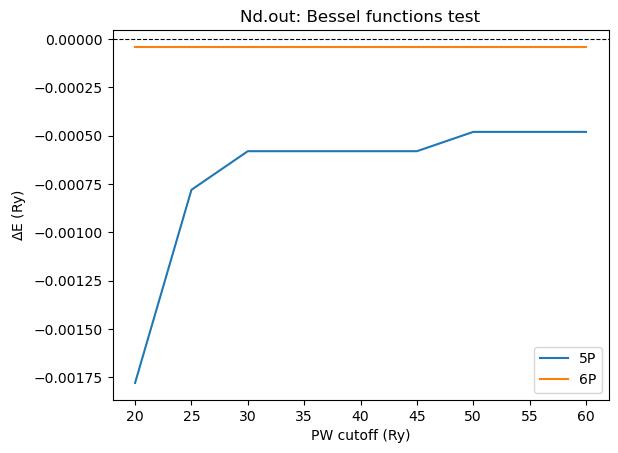 Nd.out: Bessel functions test
ΔE (Ry)
0.00000
−0.00025
−0.00050
−0.00075
−0.00100
−0.00125
−0.00150
−0.00175
5P
6P
20 25 30 35 40 45 50 55 60
PW cutoff (Ry)